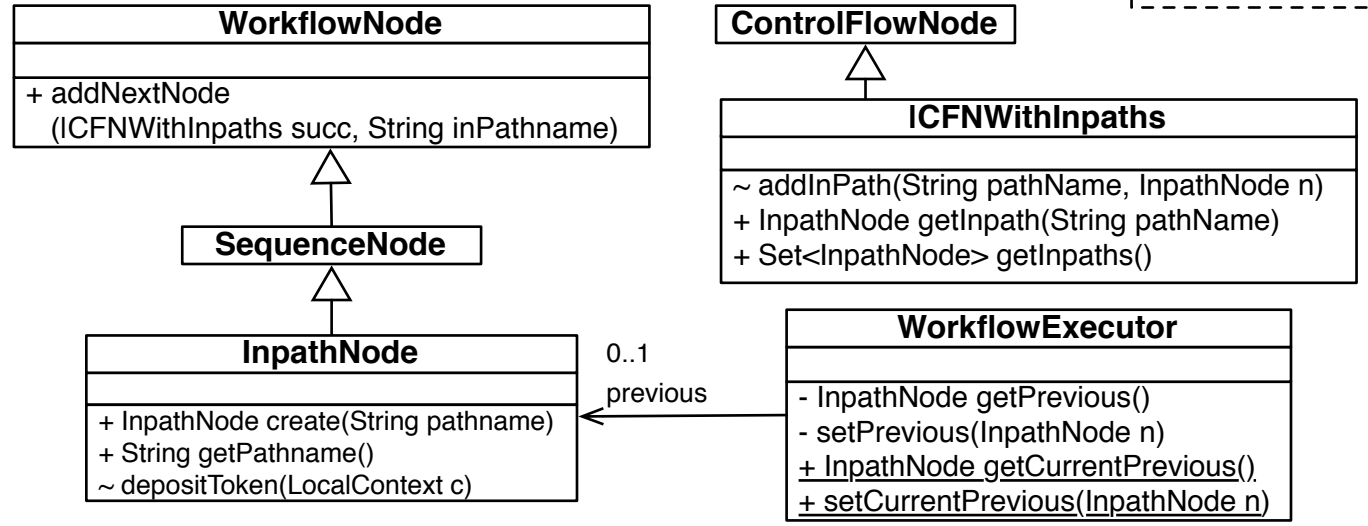 WorkflowNode
+ addNextNode
(ICFNWithInpaths succ, String inPathname)
SequenceNode
InpathNode
+ InpathNode create(String pathname)
+ String getPathname()
~ depositToken(LocalContext c)
0..1
previous
ControlFlowNode
ICFNWithInpaths
~ addInPath(String pathName, InpathNode n)
+ InpathNode getInpath(String pathName)
+ Set<InpathNode> getInpaths()
WorkflowExecutor
- InpathNode getPrevious()
- setPrevious(InpathNode n)
+ InpathNode getCurrentPrevious()
+ setCurrentPrevious(InpathNode n)